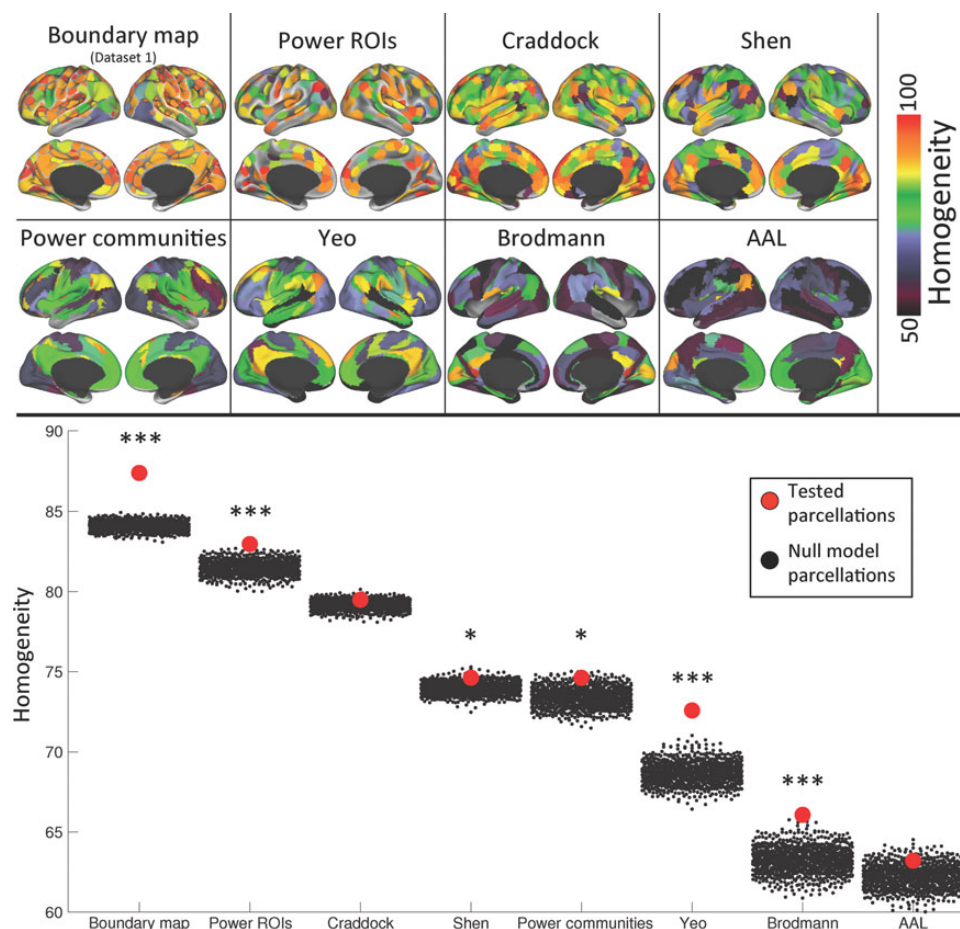 Boundary map
(Dataset 1)
Power ROIs
Craddock
Shen
Power communities
Yeo
Brodmann
AAL
100
Homogeneity
50
90
85
80
75
70
65
60
Homogeneity
***
***
*
*
***
***
Tested
parcellations
Null model
parcellations
Boundary map
Power ROIs
Craddock
Shen
Power communities
Yeo
Brodmann
AAL